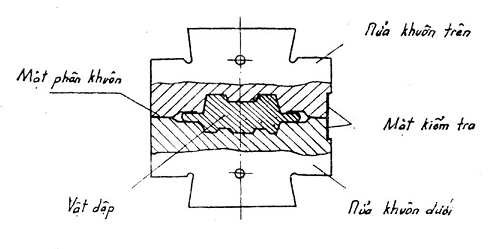 Nửa khuôn trên
Mặt phân khuôn
Mặt kiểm tra
Vật dập
Nửa khuôn dưới